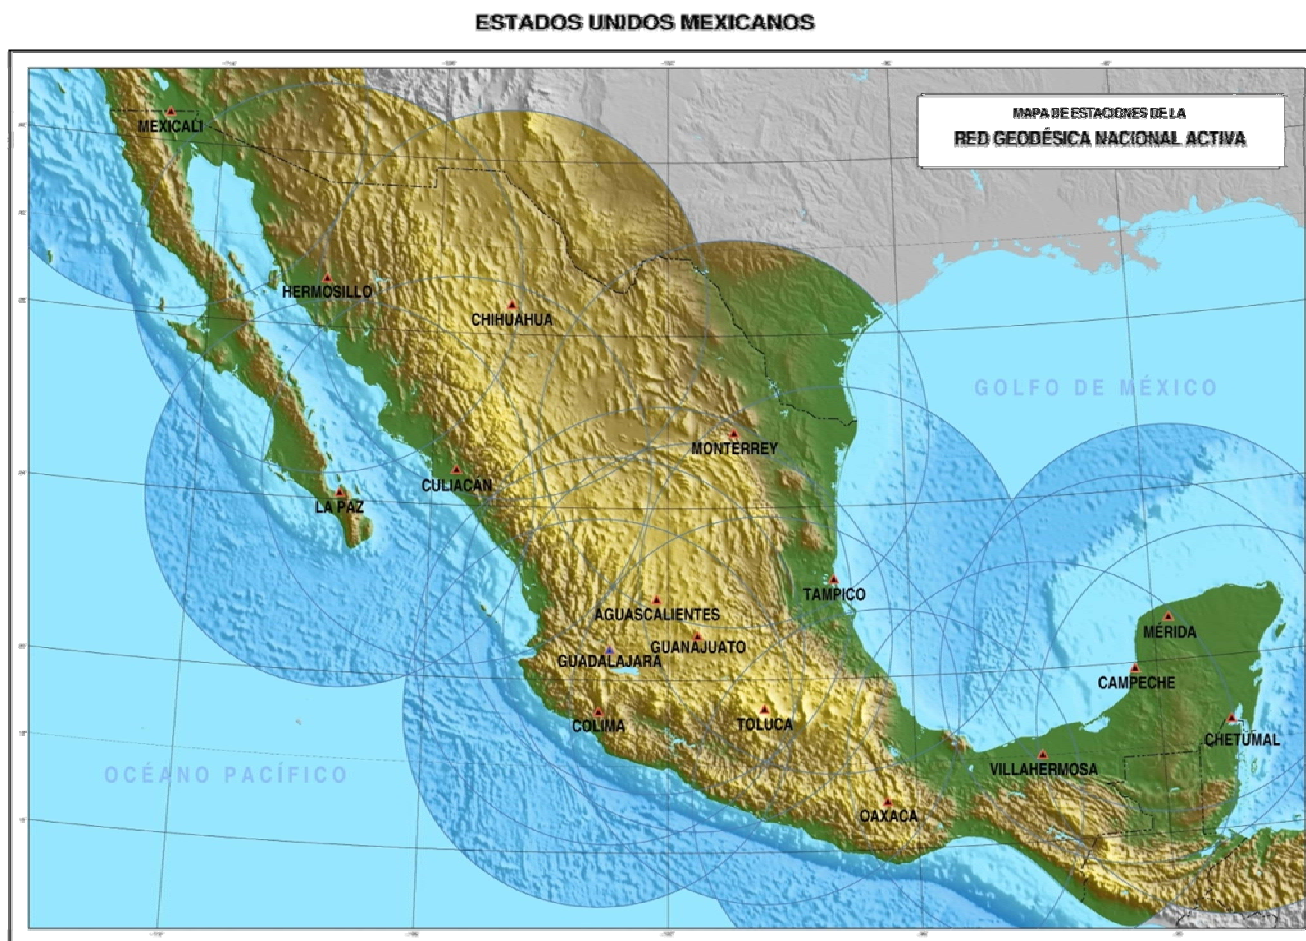 ESTADOS UNIDOS MEXICANOS
MAPA DE ESTACIONES DE LA
RED GEODÉSICA NACIONAL ACTIVA
MEXICALI
HERMOSILLO
CHIHUAHUA
GOLFO DE MÉXICO
MONTERREY
CULIACAN
LA PAZ
TAMPICO
AGUASCALIENTES
MÉRIDA
GUANAJUATO
GUADALAJARA
CAMPECHE
COLIMA
TOLUCA
CHETUMAL
VILLAHERMOSA
OCÉANO PACÍFICO
OAXACA